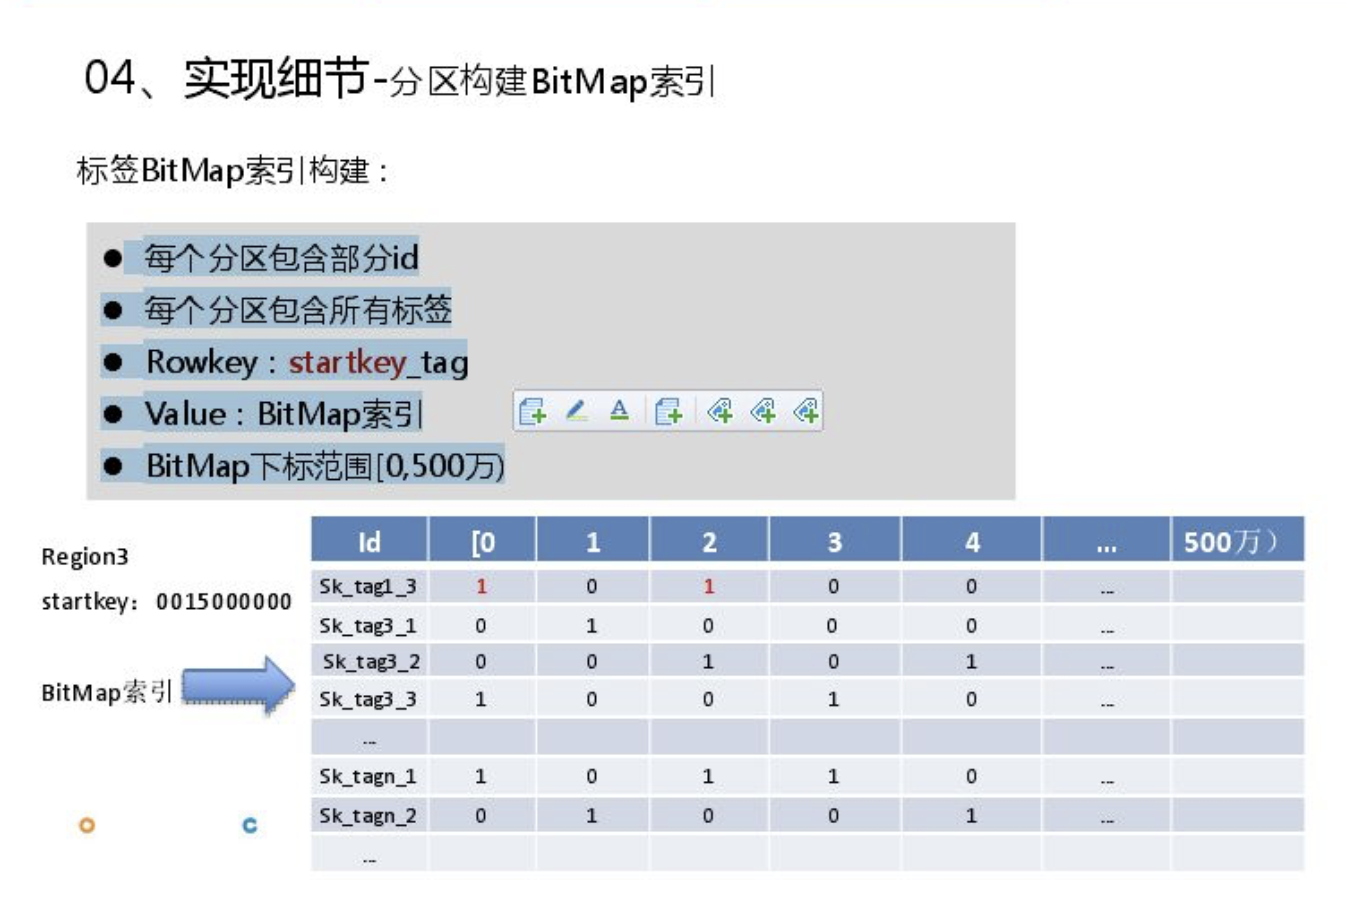 04、实现细节-分区构建BitMap索引
标签BitMap索引构建：
● 每个分区包含部分id
● 每个分区包含所有标签
● Rowkey：startkey_tag
● Value：BitMap索引
● BitMap下标范围[0,500万)
Region3
startkey: 0015000000
BitMap索引
Id [0 1 2 3 4 ... 500万）
Sk_tag1_3 1 0 1 0 0 ...
Sk_tag3_1 0 1 0 0 0 ...
Sk_tag3_2 0 0 1 0 1 ...
Sk_tag3_3 1 0 0 1 0 ...
...
Sk_tagn_1 1 0 1 1 0 ...
Sk_tagn_2 0 1 0 0 1 ...
...